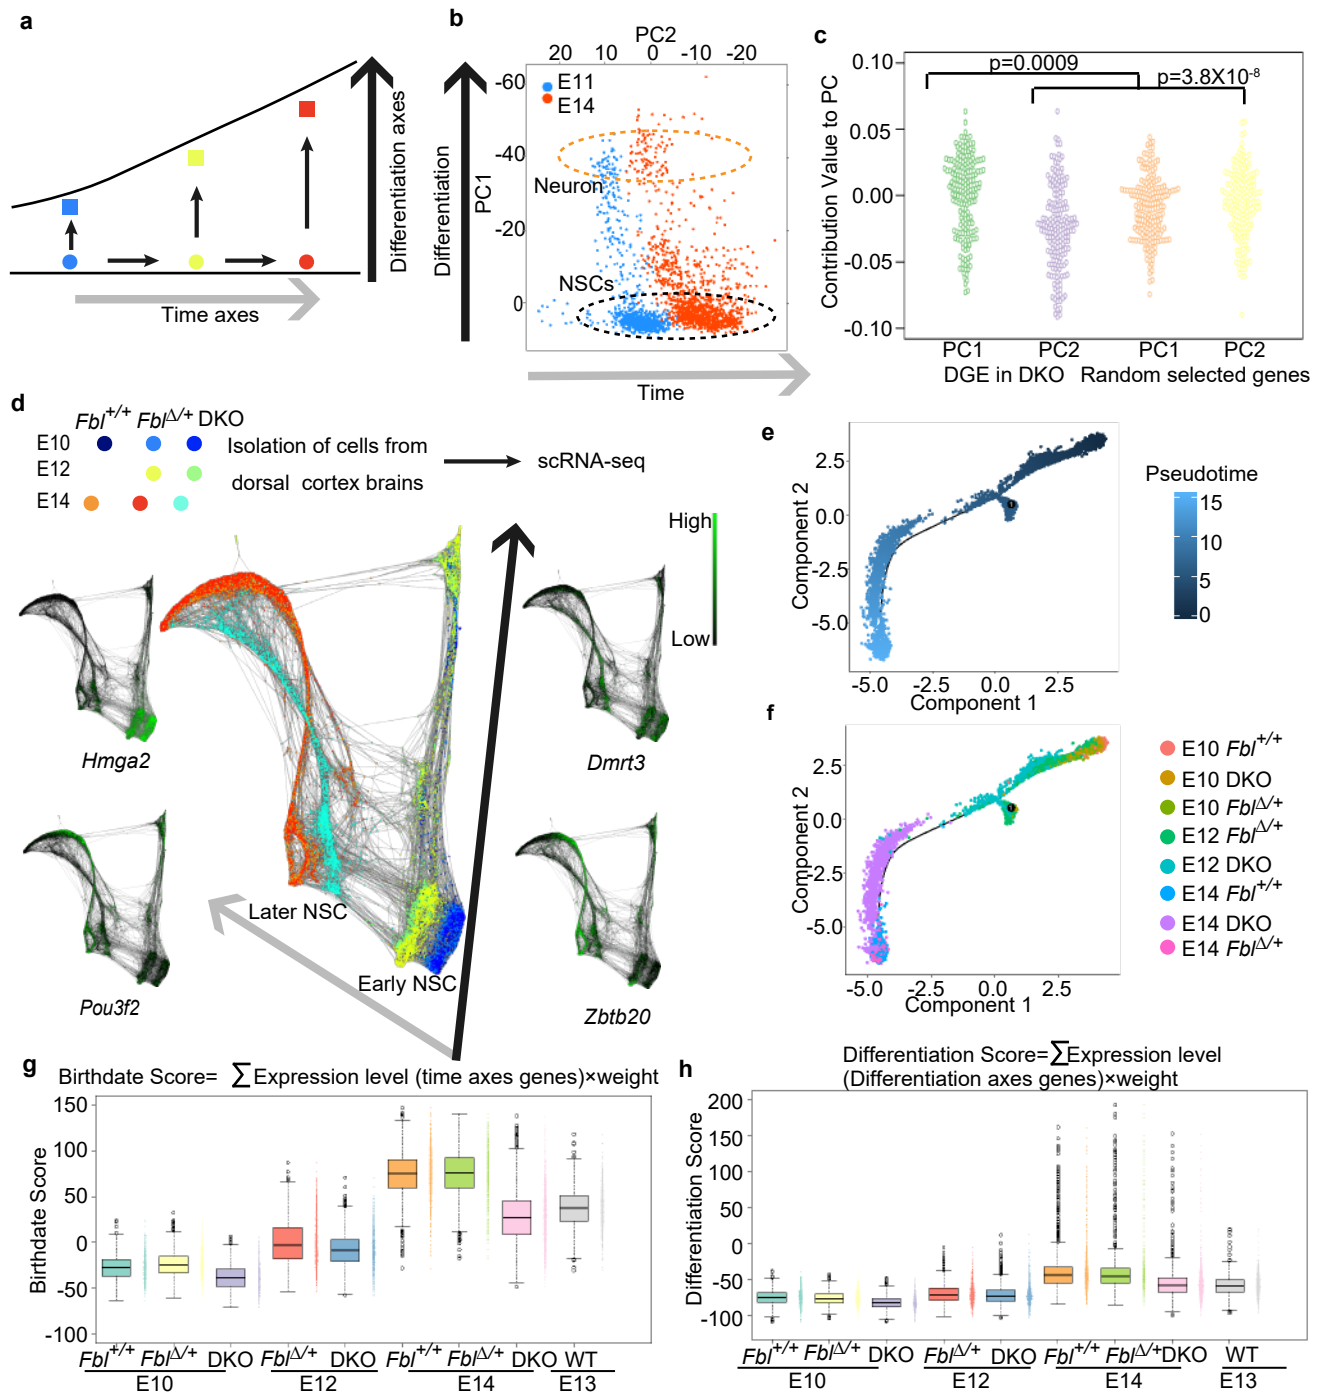 a
Differentiation axes
Time axes
b
PC2
20 10 0 -10 -20
E11
E14
-60
-40
-20
0
PC1
Differentiation
Neuron
NSCs
Time
c
p=0.0009
p=3.8X10-8
Contribution Value to PC
0.10
0.05
0.00
-0.05
-0.10
PC1 PC2 PC1 PC2
DGE in DKO Random selected genes
d
Fbl+/+ FblΔ/+ DKO
E10
E12
E14
Isolation of cells from
dorsal cortex brains
scRNA-seq
High
Low
Hmga2
Dmrt3
Pou3f2
Zbtb20
Later NSC
Early NSC
e
Component 2
2.5
0.0
-2.5
-5.0
-5.0 -2.5 0.0 2.5
Component 1
1
Pseudotime
15
10
5
0
f
Component 2
2.5
0.0
-2.5
-5.0
-5.0 -2.5 0.0 2.5
Component 1
1
E10 Fbl+/+
E10 DKO
E10 FblΔ/+
E12 FblΔ/+
E12 DKO
E14 Fbl+/+
E14 DKO
E14 FblΔ/+
g
Birthdate Score= ∑ Expression level (time axes genes)×weight
Birthdate Score
150
100
50
0
-50
-100
Fbl+/+ FblΔ/+ DKO FblΔ/+ DKO Fbl+/+ FblΔ/+ DKO WT
E10 E12 E14 E13
h
Differentiation Score=∑Expression level
(Differentiation axes genes)×weight
Differentiation Score
200
150
100
50
0
-50
-100
Fbl+/+ FblΔ/+ DKO FblΔ/+ DKO Fbl+/+ FblΔ/+ DKO WT
E10 E12 E14 E13